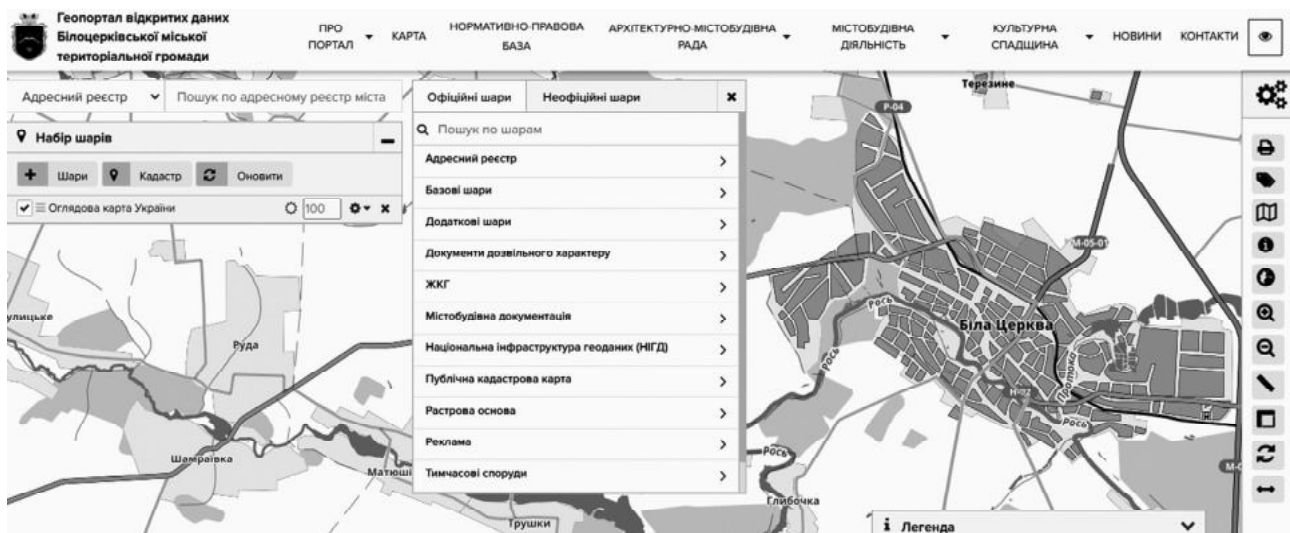 Геопортал відкритих даних
Білоцерківської міської
територіальної громади
ПРО
ПОРТАЛ
КАРТА
НОРМАТИВНО-ПРАВОВА
БАЗА
АРХІТЕКТУРНО-МІСТОБУДІВНА
РАДА
МІСТОБУДІВНА
ДІЯЛЬНІСТЬ
КУЛЬТУРНА
СПАДЩИНА
НОВИНИ
КОНТАКТИ
Адресний реєстр
Пошук по адресному реєстр міста
Набір шарів
Шари
Кадастр
Оновити
Оглядова карта України
100
Офіційні шари
Неофіційні шари
Пошук по шарам
Адресний реєстр
Базові шари
Додаткові шари
Документи дозвільного характеру
ЖКГ
Містобудівна документація
Національна інфраструктура геоданих (НІГД)
Публічна кадастрова карта
Растрова основа
Реклама
Тимчасові споруди
Терезине
Р-04
М-05-01
улицьке
Руда
Рось
Біла Церква
Рось
Протока
Н-02
Рось
Шамраївка
Матюші
Рось
Глибочка
Трушки
Легенда